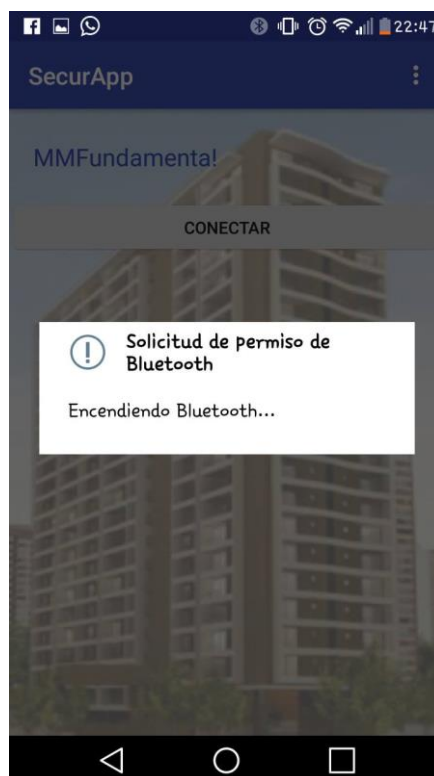 22:47
SecurApp
MMFundamenta!
CONECTAR
Solicitud de permiso de
Bluetooth
Encendiendo Bluetooth...